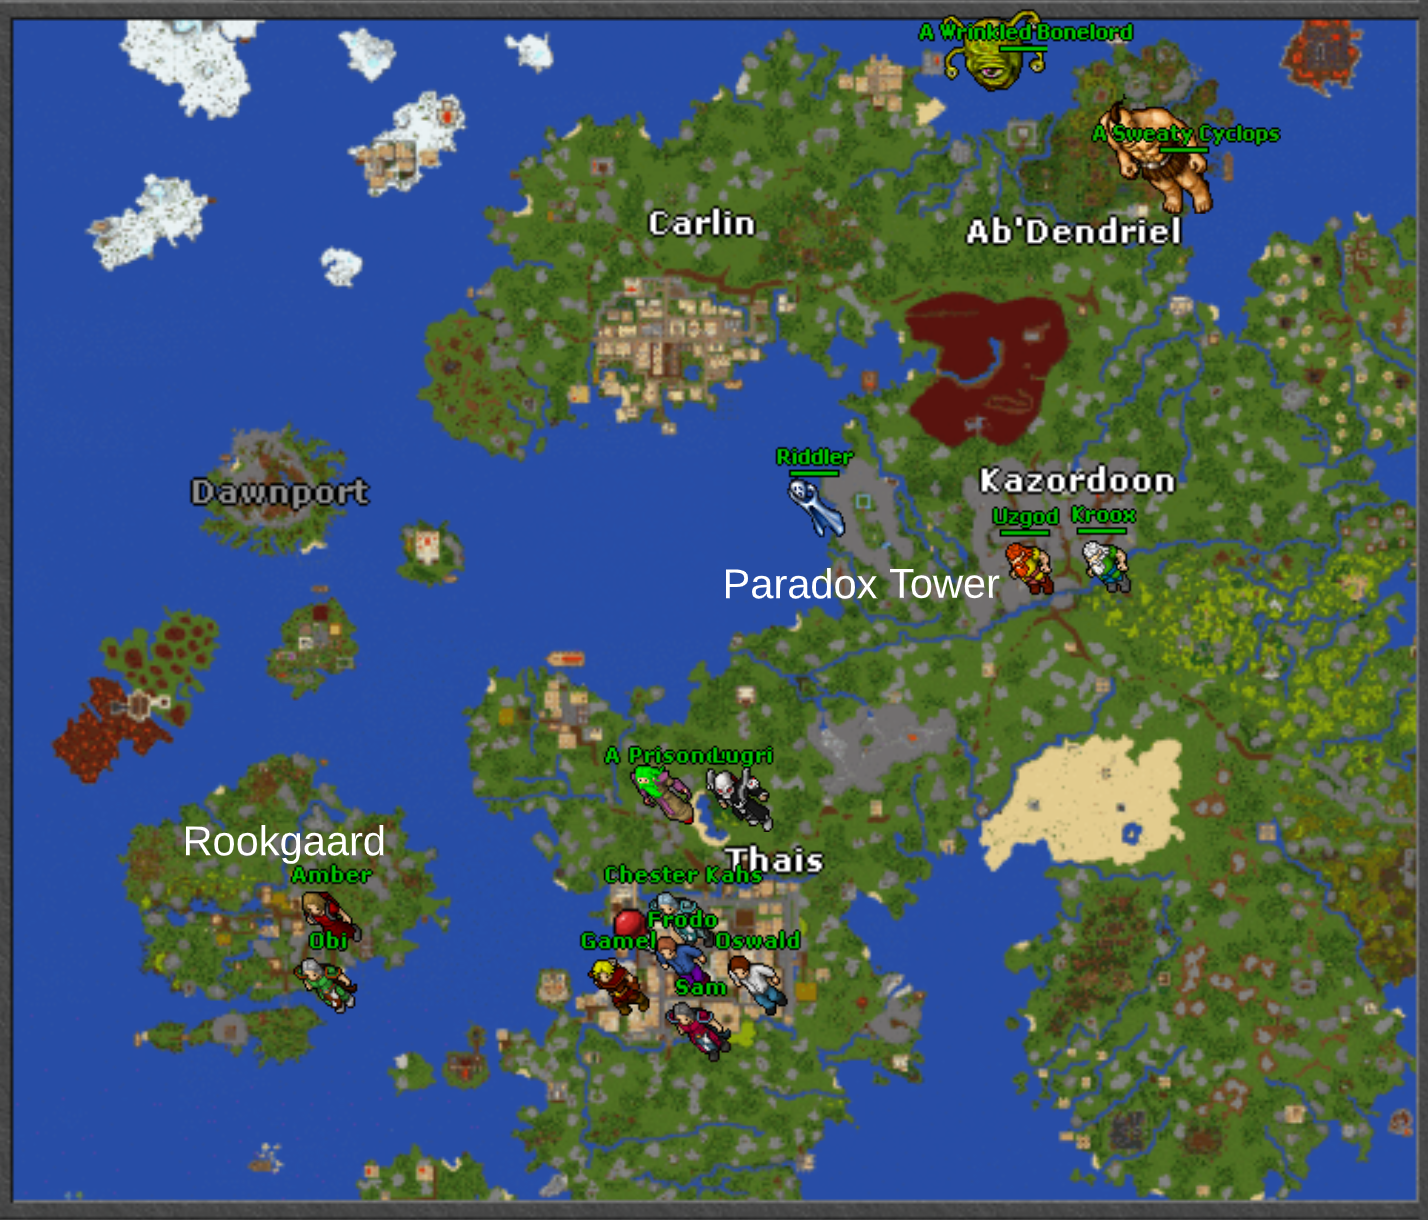 A Wrinkled Bonelord
A Sweaty Cyclops
Carlin
Ab'Dendriel
Riddler
Dawnport
Kazordoon
Uzgod
Kroox
Paradox Tower
A Prison
Lugri
Rookgaard
Thais
Amber
Chester Kahs
Frodo
Obi
Gamel
Oswald
Sam